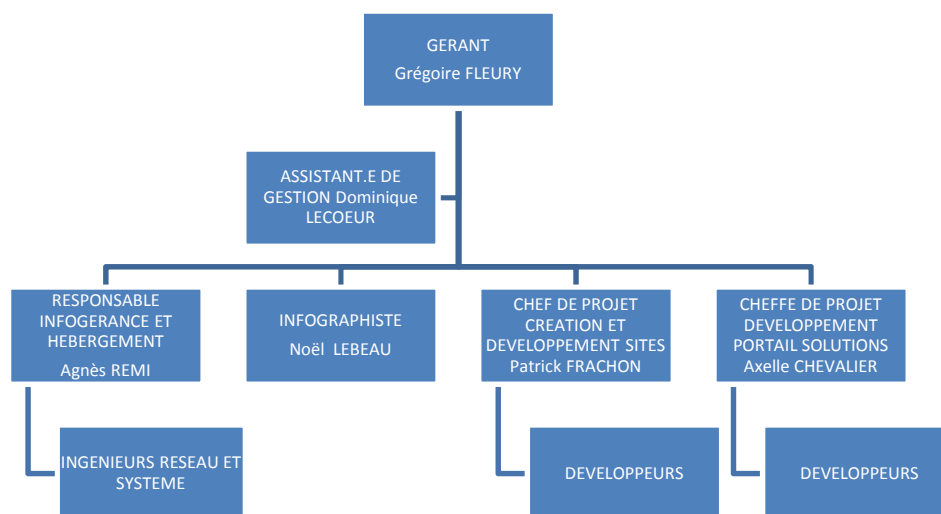 GERANT
Grégoire FLEURY
ASSISTANT.E DE
GESTION Dominique
LECOEUR
RESPONSABLE
INFOGERANCE ET
HEBERGEMENT
Agnès REMI
INFOGRAPHISTE
Noël LEBEAU
CHEF DE PROJET
CREATION ET
DEVELOPPEMENT SITES
Patrick FRACHON
CHEFFE DE PROJET
DEVELOPPEMENT
PORTAIL SOLUTIONS
Axelle CHEVALIER
INGENIEURS RESEAU ET
SYSTEME
DEVELOPPEURS
DEVELOPPEURS